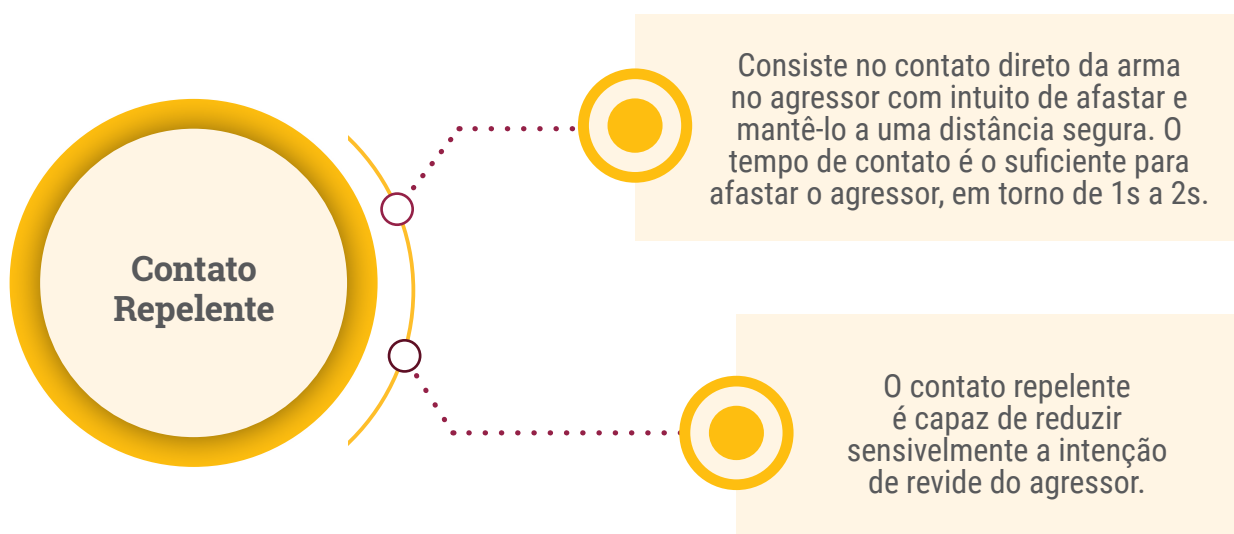 Contato
Repelente
Consiste no contato direto da arma
no agressor com intuito de afastar e
mantê-lo a uma distância segura. O
tempo de contato é o suficiente para
afastar o agressor, em torno de 1s a 2s.
O contato repelente
é capaz de reduzir
sensivelmente a intenção
de revide do agressor.